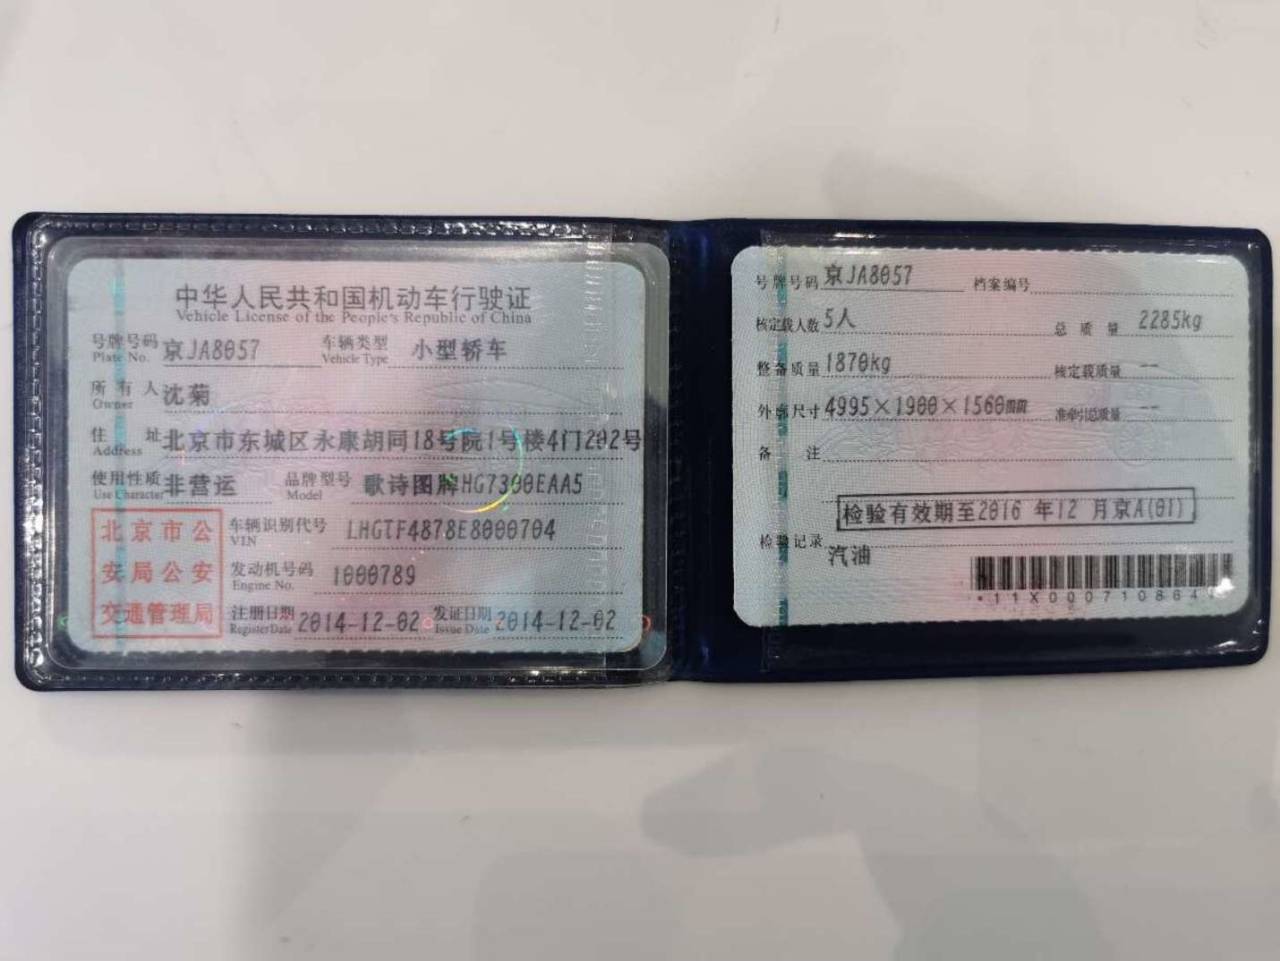 中华人民共和国机动车行驶证
Vehicle License of the People's Republic of China
号牌号码 京JA8057 车辆类型 小型轿车
Plate No. Vehicle Type
所有人 沈菊
Owner
住址 北京市东城区永康胡同18号院1号楼4门202号
Address
使用性质 非营运 品牌型号 歌诗图牌HG7300EAA5
Use Character Model
北京市公安局公安交通管理局
车辆识别代号 LHGTF4878E8000704
VIN
发动机号码 1000789
Engine No.
注册日期 2014-12-02 发证日期 2014-12-02
Register Date Issue Date
号牌号码 京JA8057 档案编号
核定载人数 5人 总质量 2285kg
整备质量 1870kg 核定载质量 --
外廓尺寸 4995×1900×1560mm 准牵引总质量 --
备注
检验有效期至2016 年12 月京A(01)
检验记录
汽油